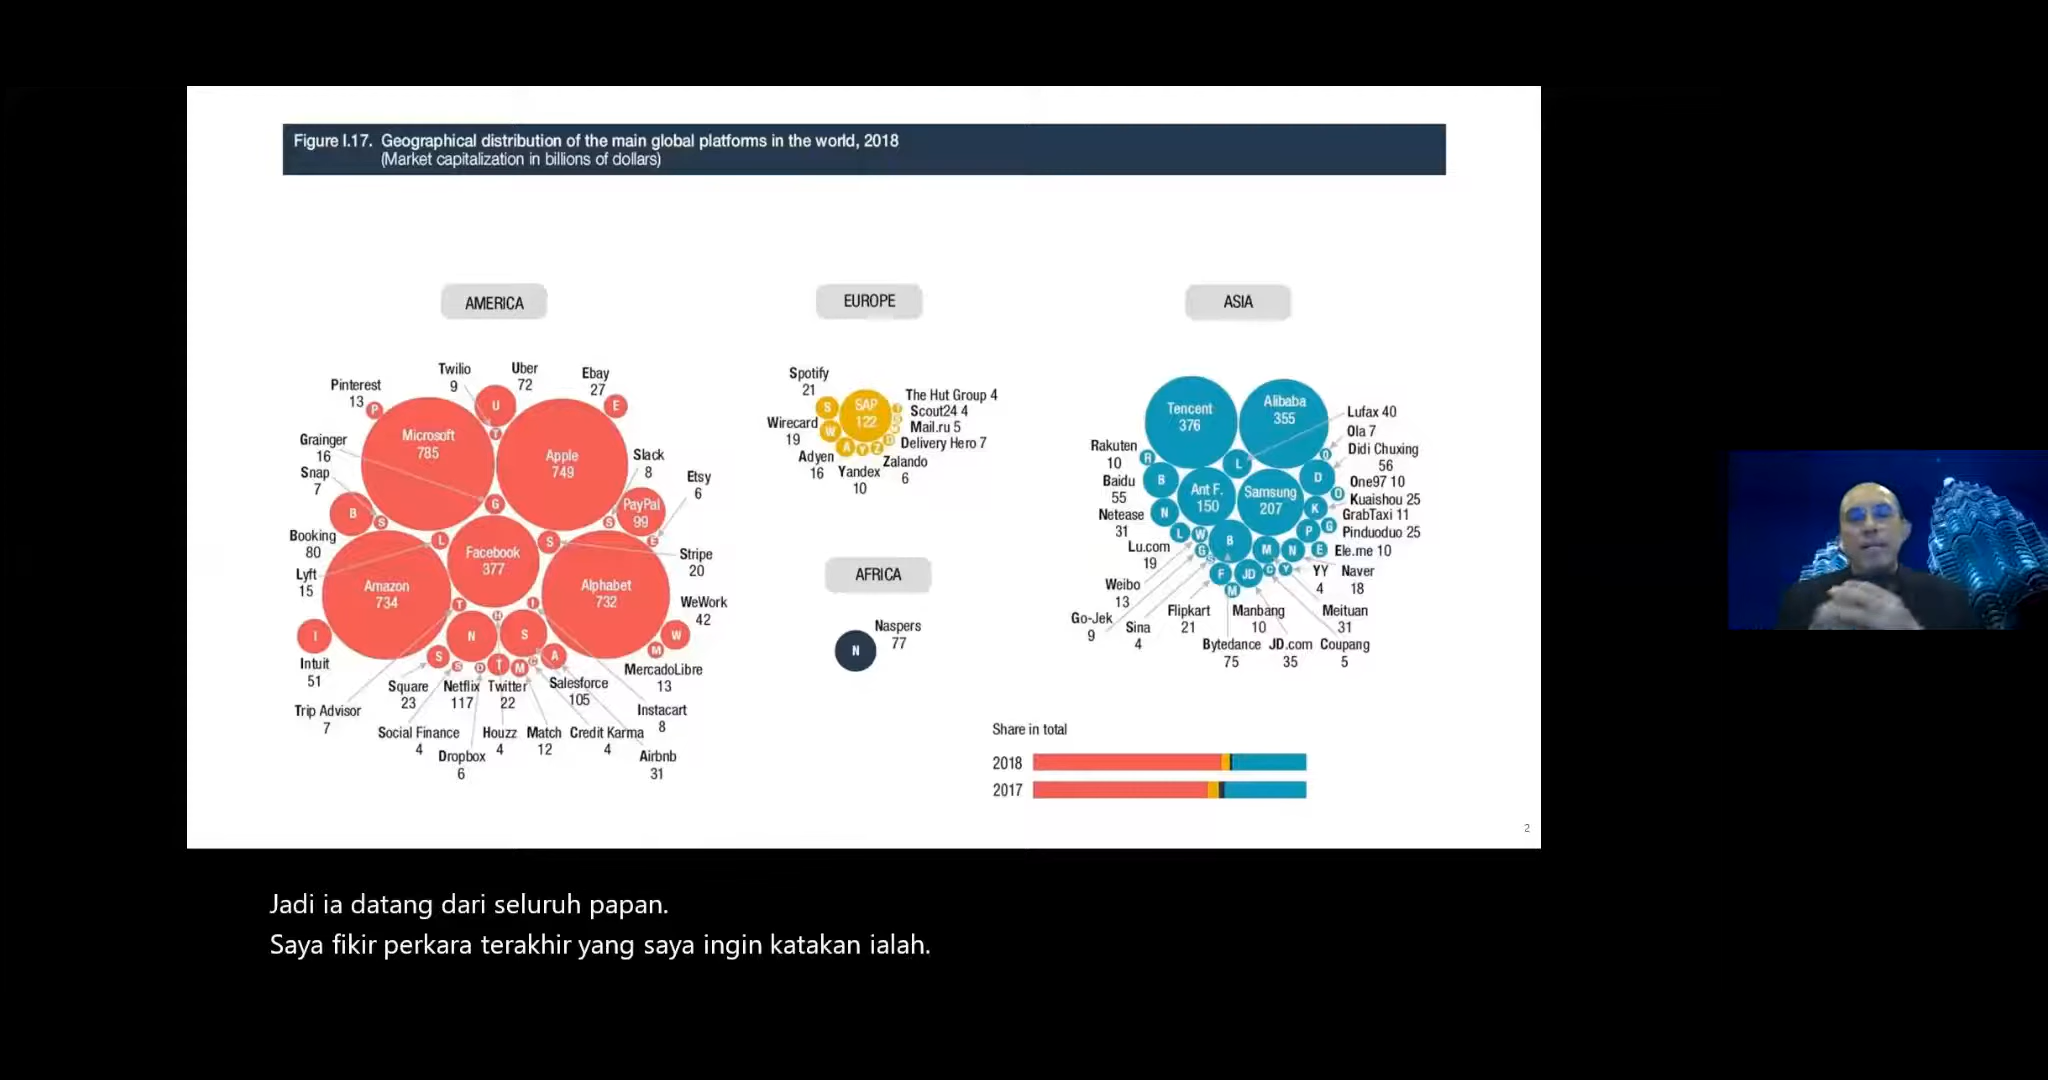 Figure I.17. Geographical distribution of the main global platforms in the world, 2018
(Market capitalization in billions of dollars)
AMERICA
Twilio
9
Uber
72
Ebay
27
Pinterest
13
P
U
E
T
Microsoft
785
Apple
749
Grainger
16
Slack
8
Snap
7
Etsy
6
G
PayPal
99
B
S
S
Booking
80
L
Facebook
377
S
E
Stripe
20
Lyft
15
Amazon
734
Alphabet
732
WeWork
42
T
H
I
I
N
S
W
M
Intuit
51
S
S
D
T
M
C
A
MercadoLibre
13
Square
23
Netflix
117
Twitter
22
Salesforce
105
Trip Advisor
7
Instacart
8
Social Finance
4
Houzz
4
Match
12
Credit Karma
4
Dropbox
6
Airbnb
31
EUROPE
Spotify
21
SAP
122
The Hut Group 4
Scout24 4
Mail.ru 5
Delivery Hero 7
S
W
A
Y
Z
D
Wirecard
19
Adyen
16
Yandex
10
Zalando
6
AFRICA
Naspers
77
N
ASIA
Tencent
376
Alibaba
355
Lufax 40
Ola 7
Didi Chuxing
56
Rakuten
10
R
L
O
Baidu
55
B
Ant F.
150
Samsung
207
D
One97 10
O
Kuaishou 25
Netease
31
N
K
GrabTaxi 11
Pinduoduo 25
L
W
B
P
G
Lu.com
19
G
S
M
N
E
Ele.me 10
F
JD
C
Y
YY
4
Naver
18
Weibo
13
M
Go-Jek
9
Sina
4
Flipkart
21
Manbang
10
Meituan
31
Bytedance
75
JD.com
35
Coupang
5
Share in total
2018
2017
2
Jadi ia datang dari seluruh papan.
Saya fikir perkara terakhir yang saya ingin katakan ialah.